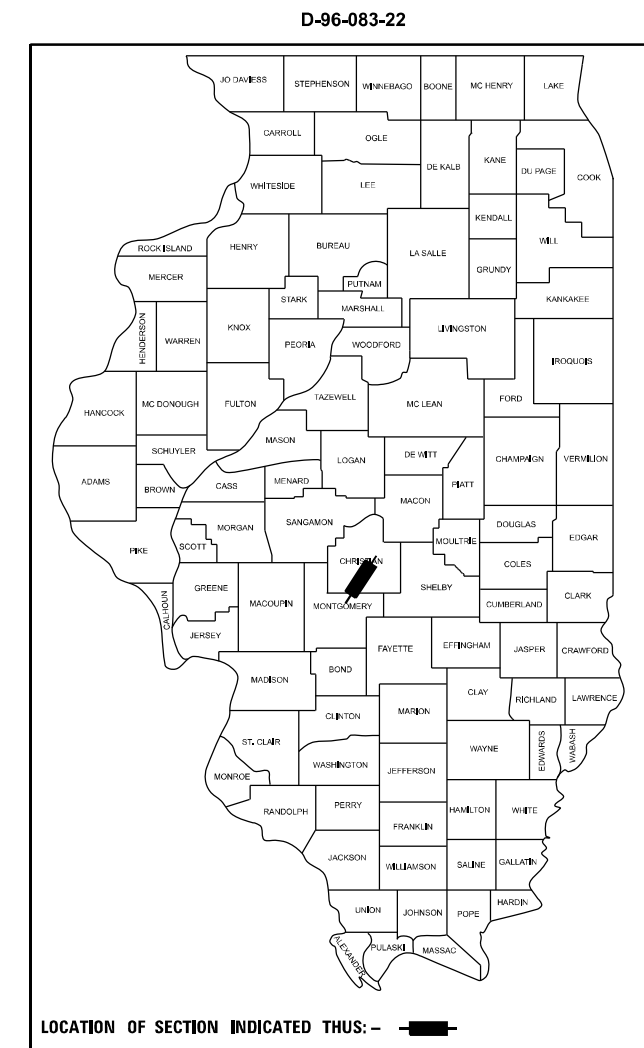 D-96-083-22
JO DAVIESS
STEPHENSON
WINNEBAGO
BOONE
MC HENRY
LAKE
CARROLL
OGLE
DE KALB
KANE
DU PAGE
COOK
WHITESIDE
LEE
KENDALL
WILL
ROCK ISLAND
HENRY
BUREAU
LA SALLE
GRUNDY
MERCER
PUTNAM
KANKAKEE
STARK
MARSHALL
HENDERSON
WARREN
KNOX
PEORIA
WOODFORD
LIVINGSTON
IROQUOIS
HANCOCK
MC DONOUGH
FULTON
TAZEWELL
MC LEAN
FORD
MASON
SCHUYLER
LOGAN
DE WITT
CHAMPAIGN
VERMILION
ADAMS
BROWN
CASS
MENARD
PIATT
MACON
MORGAN
SANGAMON
DOUGLAS
MOULTRIE
EDGAR
PIKE
SCOTT
CHRISTIAN
COLES
GREENE
SHELBY
CALHOUN
MACOUPIN
MONTGOMERY
CUMBERLAND
CLARK
JERSEY
FAYETTE
EFFINGHAM
JASPER
CRAWFORD
BOND
MADISON
CLAY
RICHLAND
LAWRENCE
CLINTON
MARION
ST. CLAIR
WAYNE
EDWARDS
WABASH
MONROE
WASHINGTON
JEFFERSON
RANDOLPH
PERRY
HAMILTON
WHITE
FRANKLIN
JACKSON
WILLIAMSON
SALINE
GALLATIN
UNION
JOHNSON
POPE
HARDIN
ALEXANDER
PULASKI
MASSAC
LOCATION OF SECTION INDICATED THUS: –